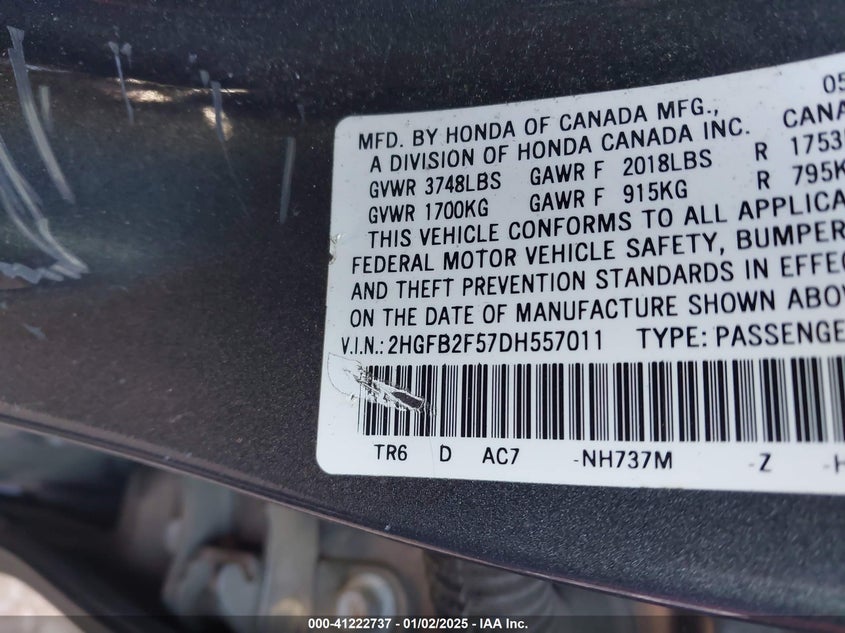 05
MFD. BY HONDA OF CANADA MFG.,
A DIVISION OF HONDA CANADA INC. CANA
GVWR 3748LBS GAWR F 2018LBS R 1753
GVWR 1700KG GAWR F 915KG R 795K
THIS VEHICLE CONFORMS TO ALL APPLICA
FEDERAL MOTOR VEHICLE SAFETY, BUMPER
AND THEFT PREVENTION STANDARDS IN EFFEC
ON THE DATE OF MANUFACTURE SHOWN ABOV
V.I.N.: 2HGFB2F57DH557011 TYPE: PASSENGE
TR6 D AC7 -NH737M -Z -H
000-41222737 - 01/02/2025 - IAA Inc.